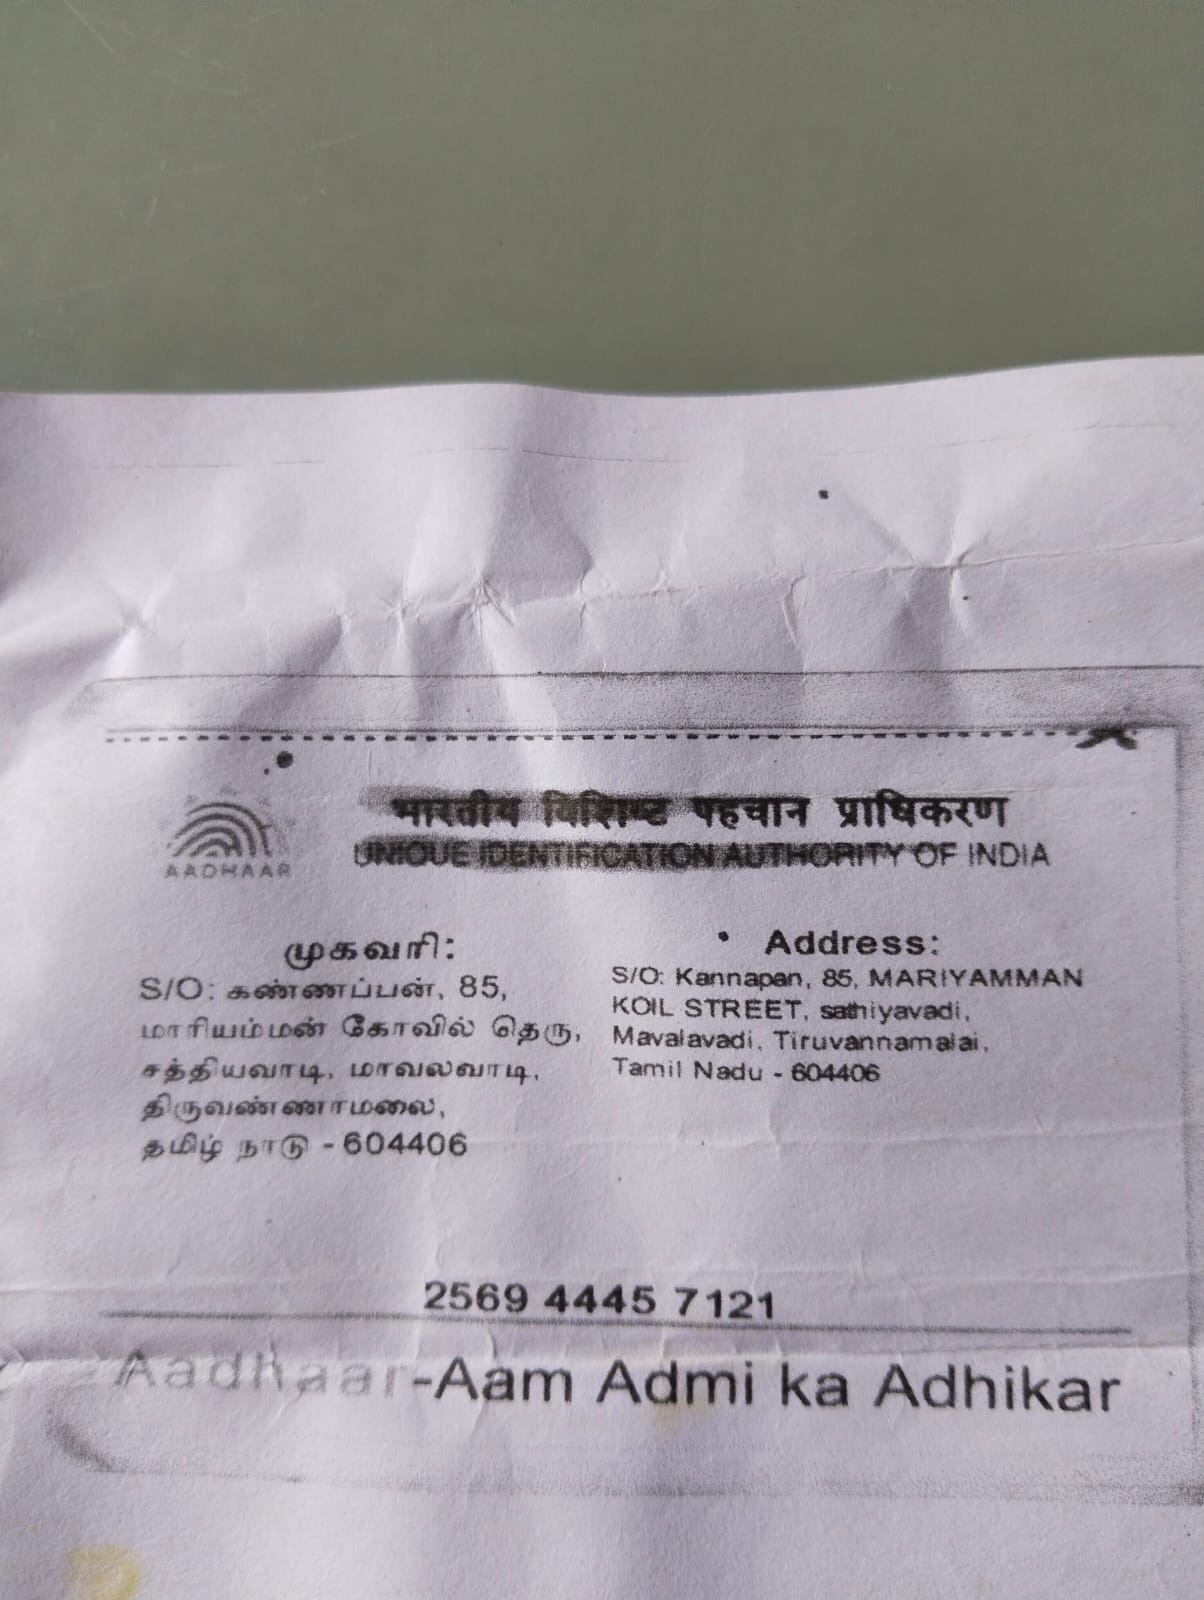 भारतीय विशिष्ट पहचान प्राधिकरण
AADHAAR
UNIQUE IDENTIFICATION AUTHORITY OF INDIA
முகவரி:
S/O: கண்ணப்பன், 85,
மாரியம்மன் கோவில் தெரு,
சத்தியவாடி, மாவலவாடி,
திருவண்ணாமலை,
தமிழ் நாடு - 604406
Address:
S/O: Kannapan, 85, MARIYAMMAN
KOIL STREET, sathiyavadi,
Mavalavadi, Tiruvannamalai,
Tamil Nadu - 604406
2569 4445 7121
Aadhaar-Aam Admi ka Adhikar